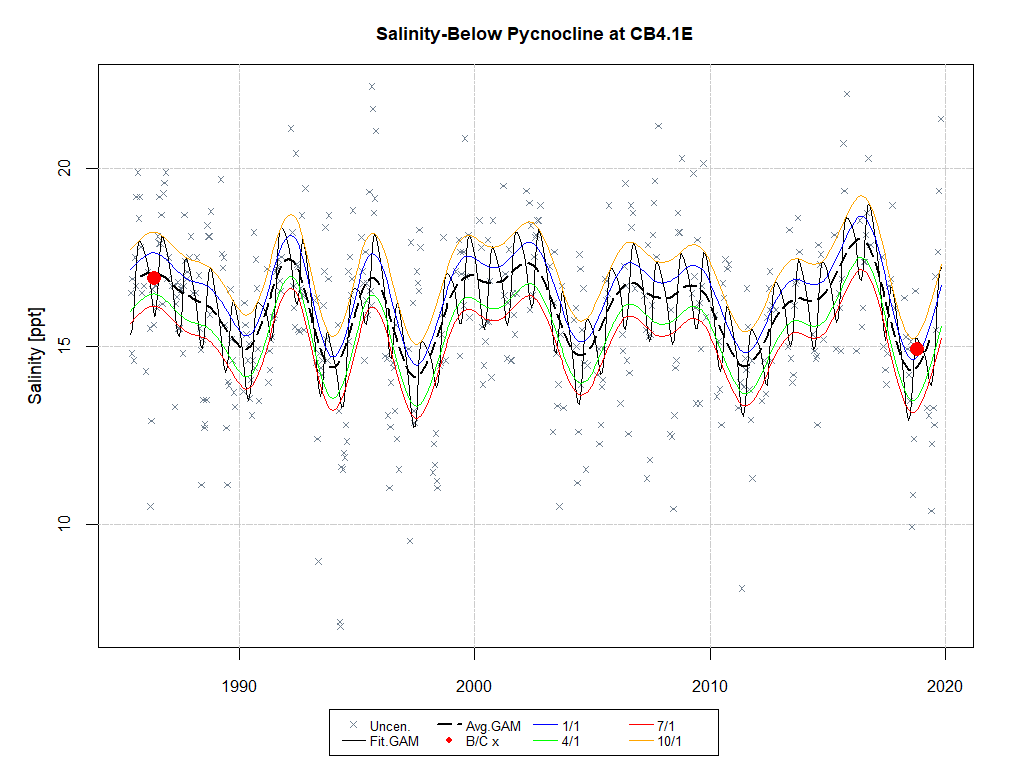 Salinity-Below Pycnocline at CB4.1E
Salinity [ppt]
20
15
10
1990 2000 2010 2020
Uncen. Avg.GAM 1/1 7/1
Fit.GAM B/C x 4/1 10/1